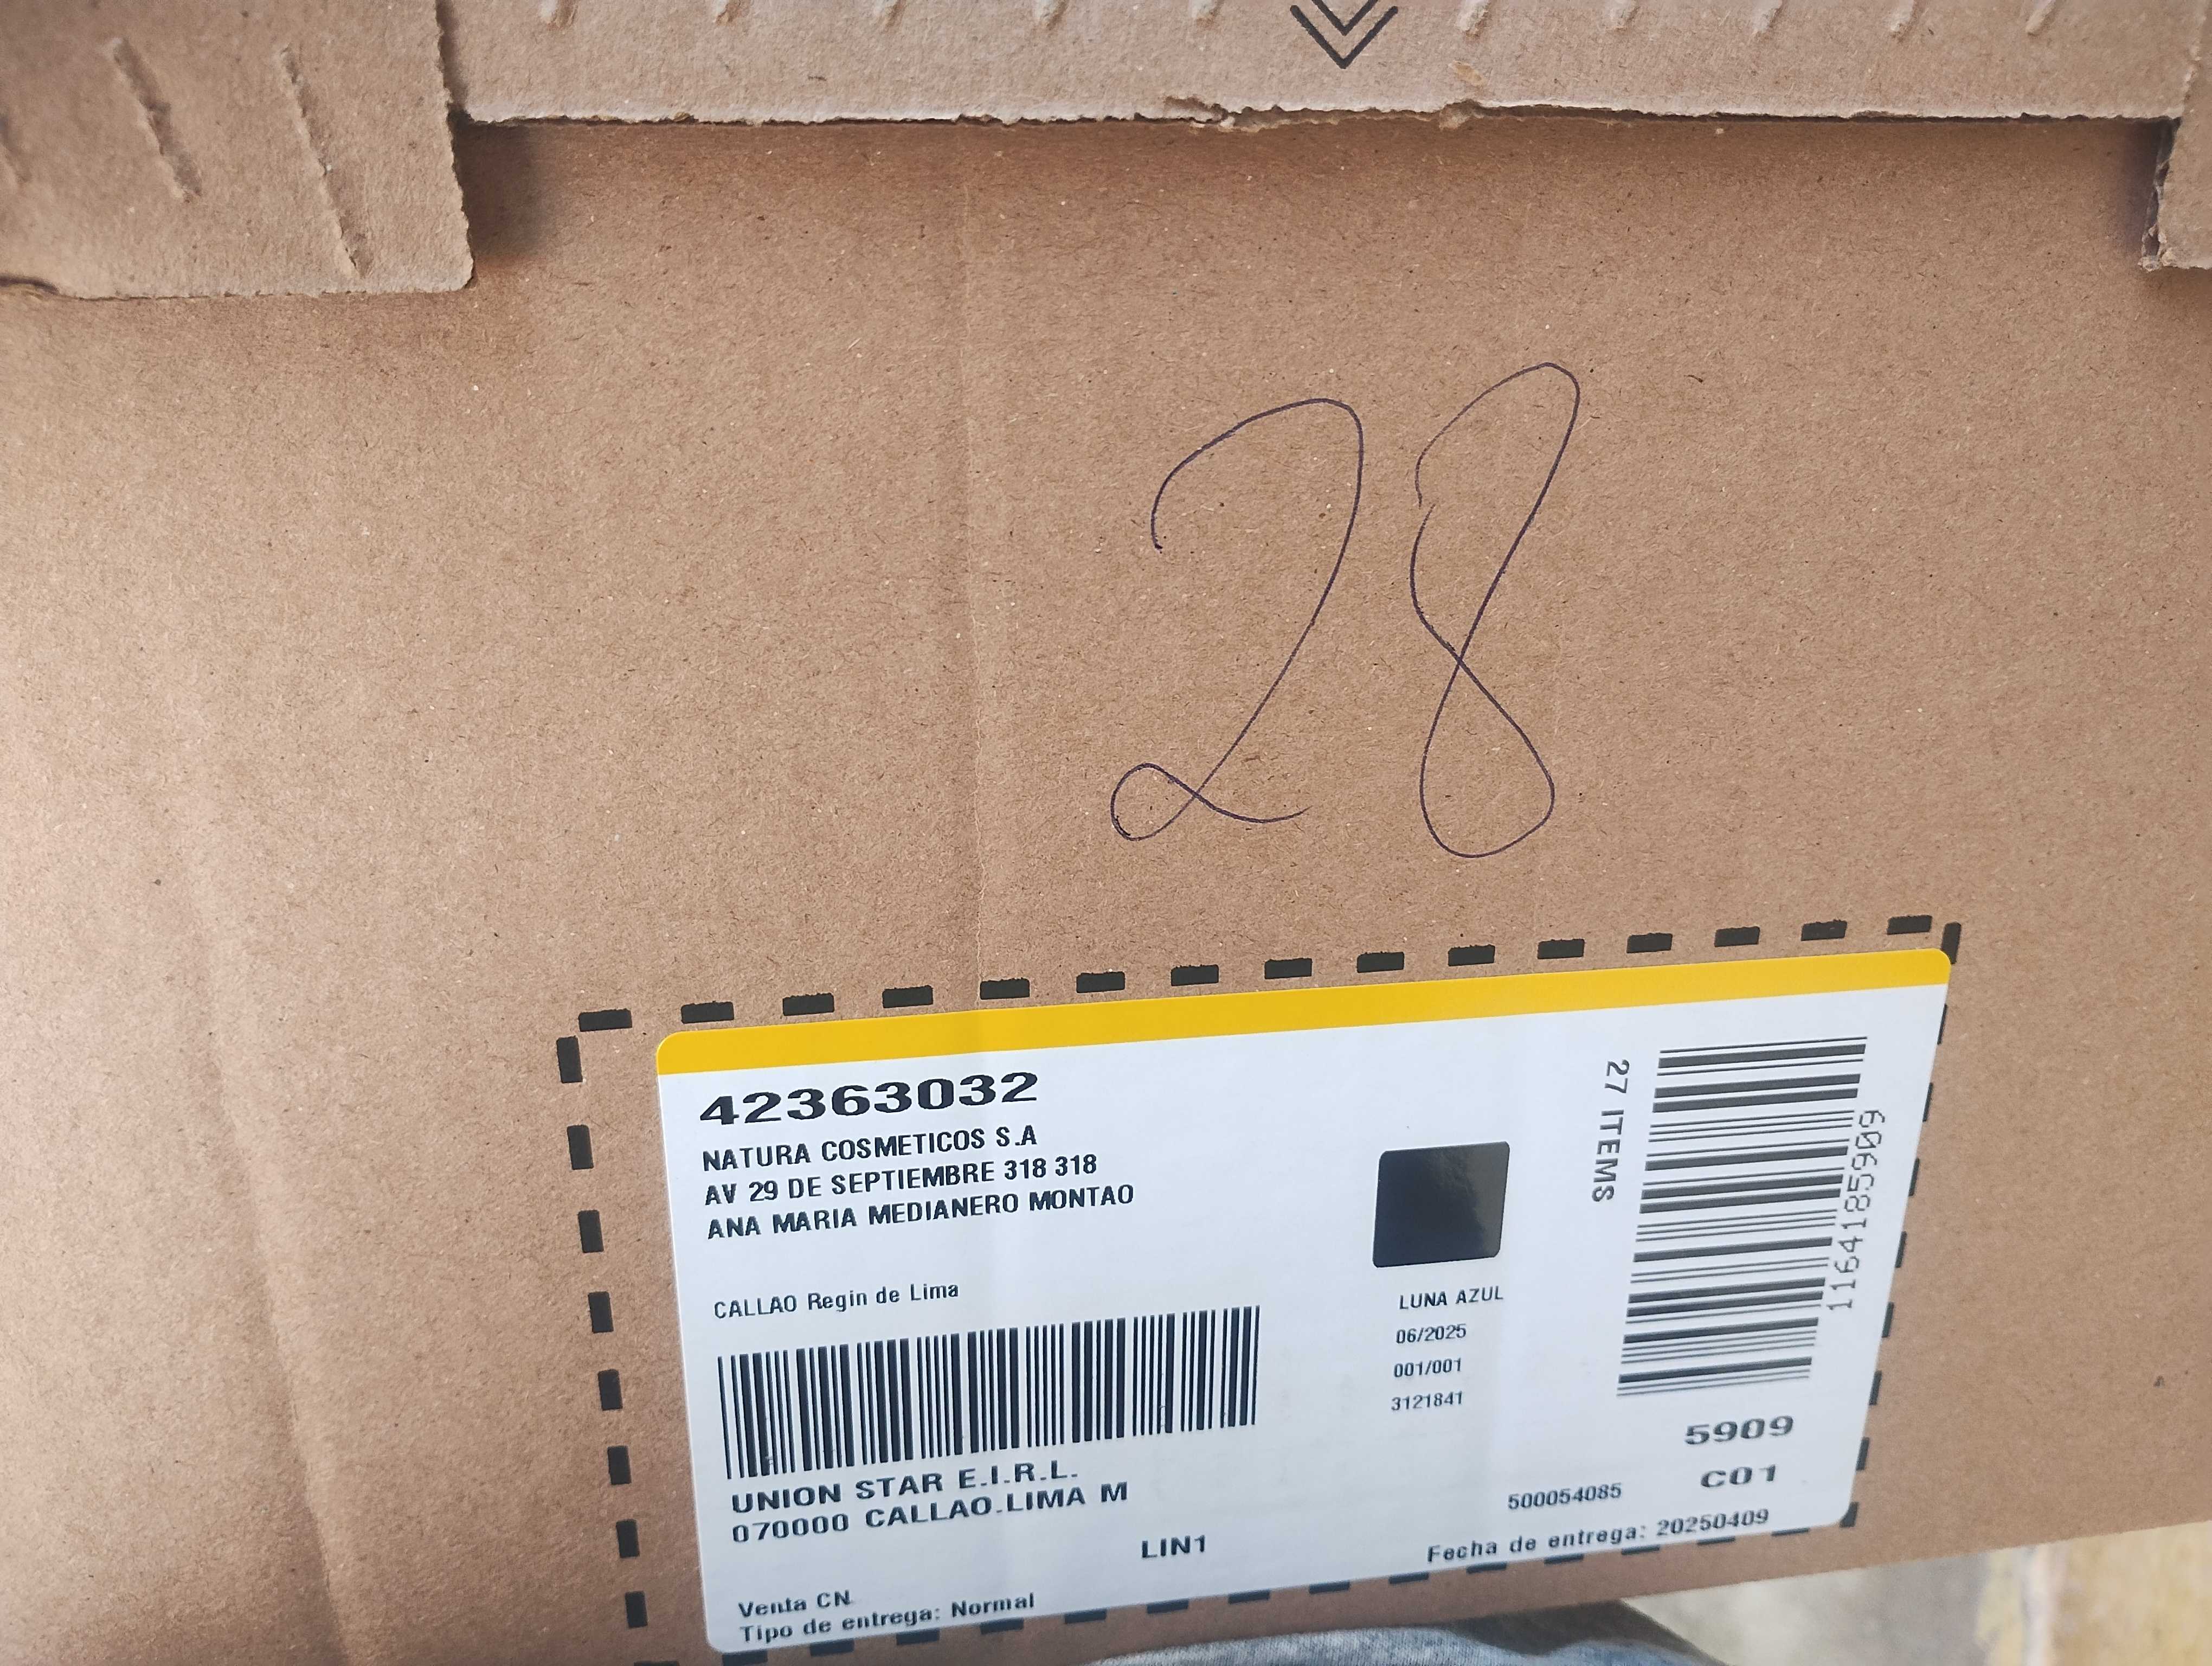 28
42363032
NATURA COSMETICOS S.A
AV 29 DE SEPTIEMBRE 318 318
ANA MARIA MEDIANERO MONTAO
CALLAO Regin de Lima
UNION STAR E.I.R.L.
070000 CALLAO-LIMA M
LIN1
Venta CN
Tipo de entrega: Normal
LUNA AZUL
06/2025
001/001
3121841
27 ITEMS
1164185909
5909
C01
500054085
Fecha de entrega: 20250409